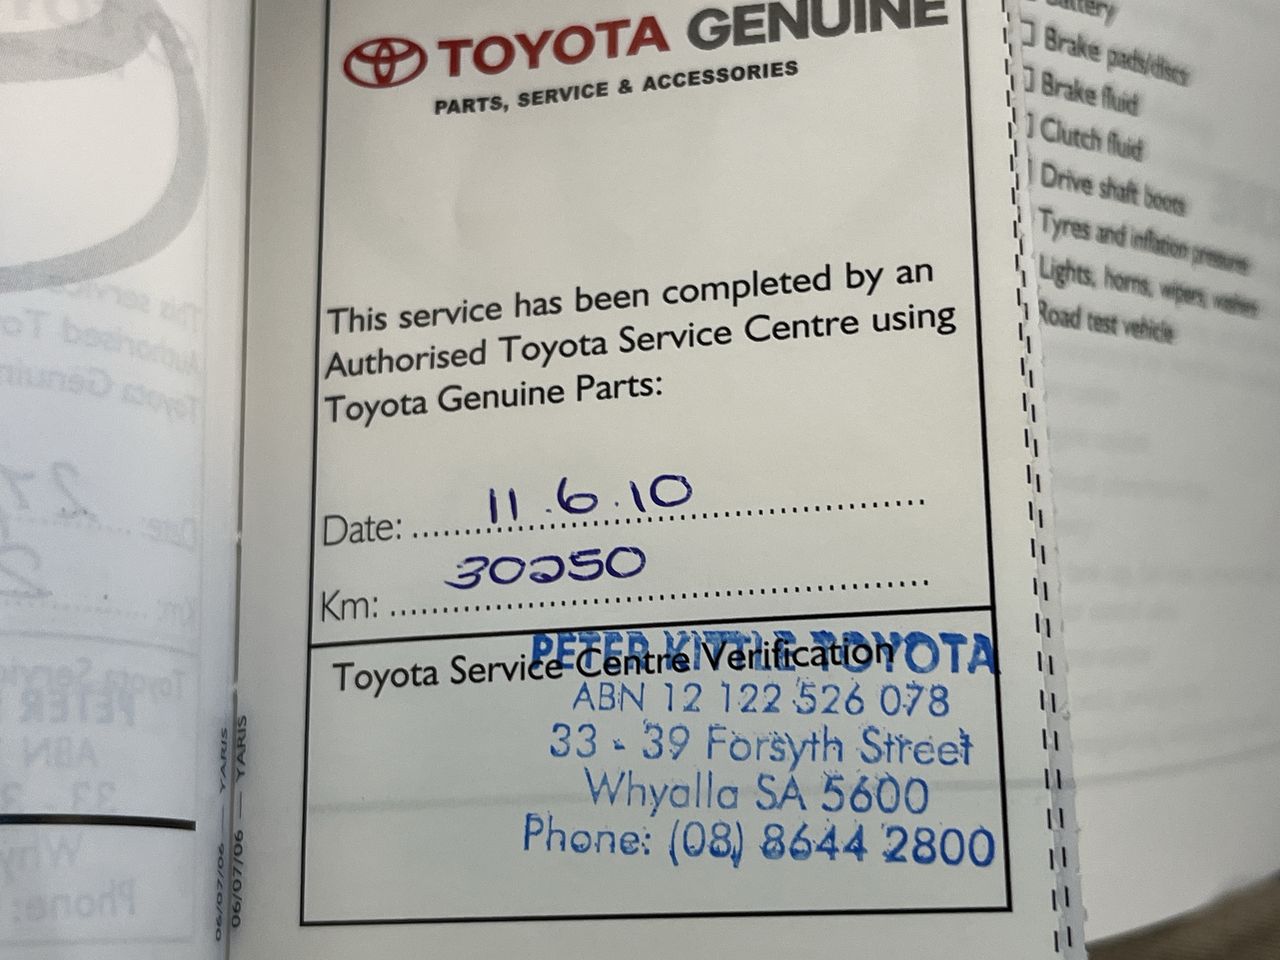 TOYOTA GENUINE
PARTS, SERVICE & ACCESSORIES
This service has been completed by an
Authorised Toyota Service Centre using
Toyota Genuine Parts:
Date: 11.6.10
Km: 30250
Toyota Service Centre Verification
PETER KITTLE TOYOTA
ABN 12 122 526 078
33 - 39 Forsyth Street
Whyalla SA 5600
Phone: (08) 8644 2800
06/07/06 — YARIS
06/07/06 — YARIS
Battery
Brake pads/discs
Brake fluid
Clutch fluid
Drive shaft boots
Tyres and inflation pressure
Lights, horns, wipers, washers
Road test vehicle